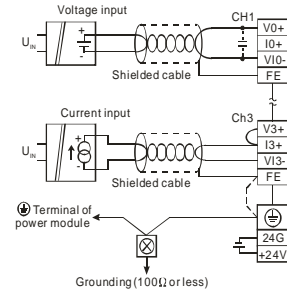 Voltage input
CH1
V0+
I0+
VI0-
FE
UIN
+
-
Shielded cable
Current input
Ch3
V3+
I3+
VI3-
FE
UIN
+
-
Shielded cable
Terminal of
power module
24G
+24V
Grounding (100Ω or less)